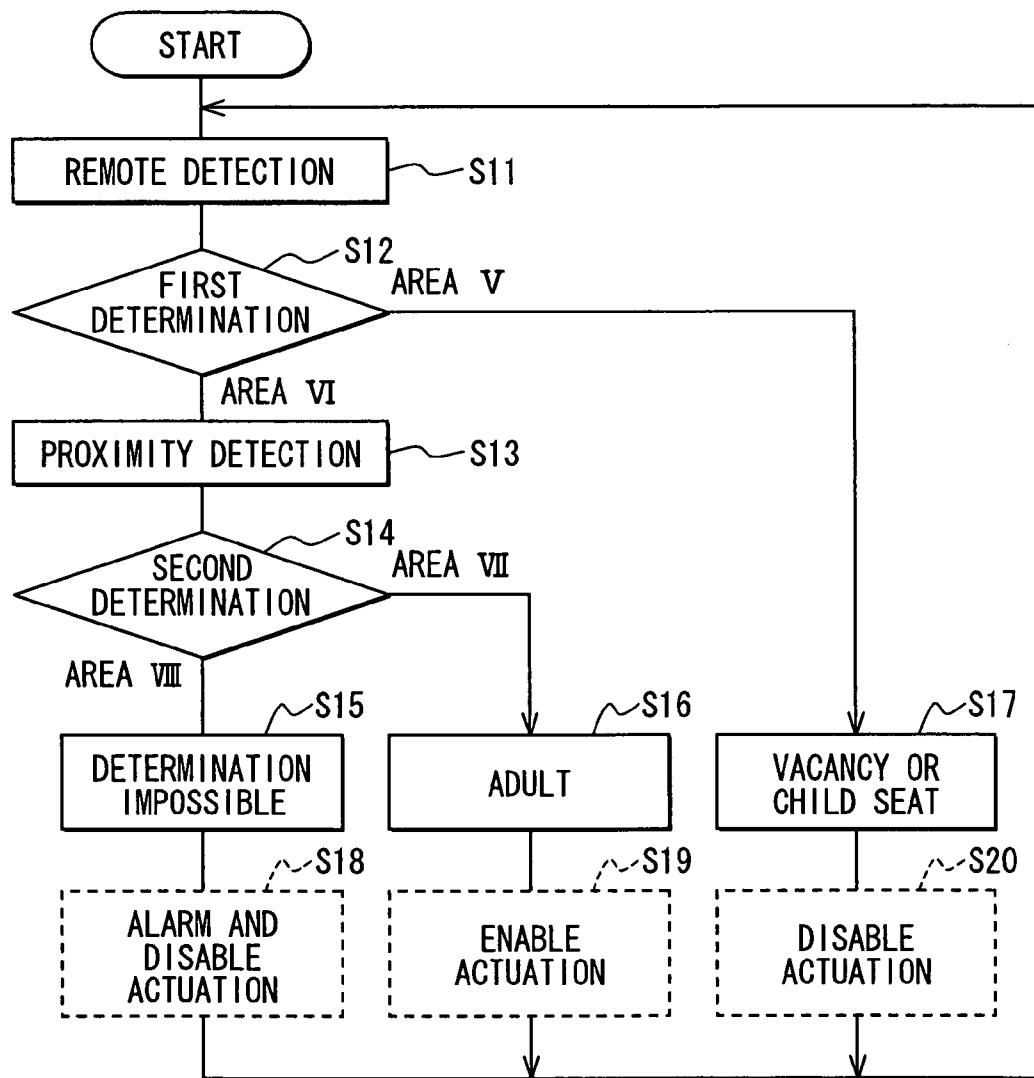 START
REMOTE DETECTION
S11
S12
FIRST
DETERMINATION
AREA Ⅴ
AREA Ⅵ
PROXIMITY DETECTION
S13
S14
SECOND
DETERMINATION
AREA Ⅶ
AREA Ⅷ
S15
DETERMINATION
IMPOSSIBLE
S16
ADULT
S17
VACANCY OR
CHILD SEAT
S18
ALARM AND
DISABLE
ACTUATION
S19
ENABLE
ACTUATION
S20
DISABLE
ACTUATION